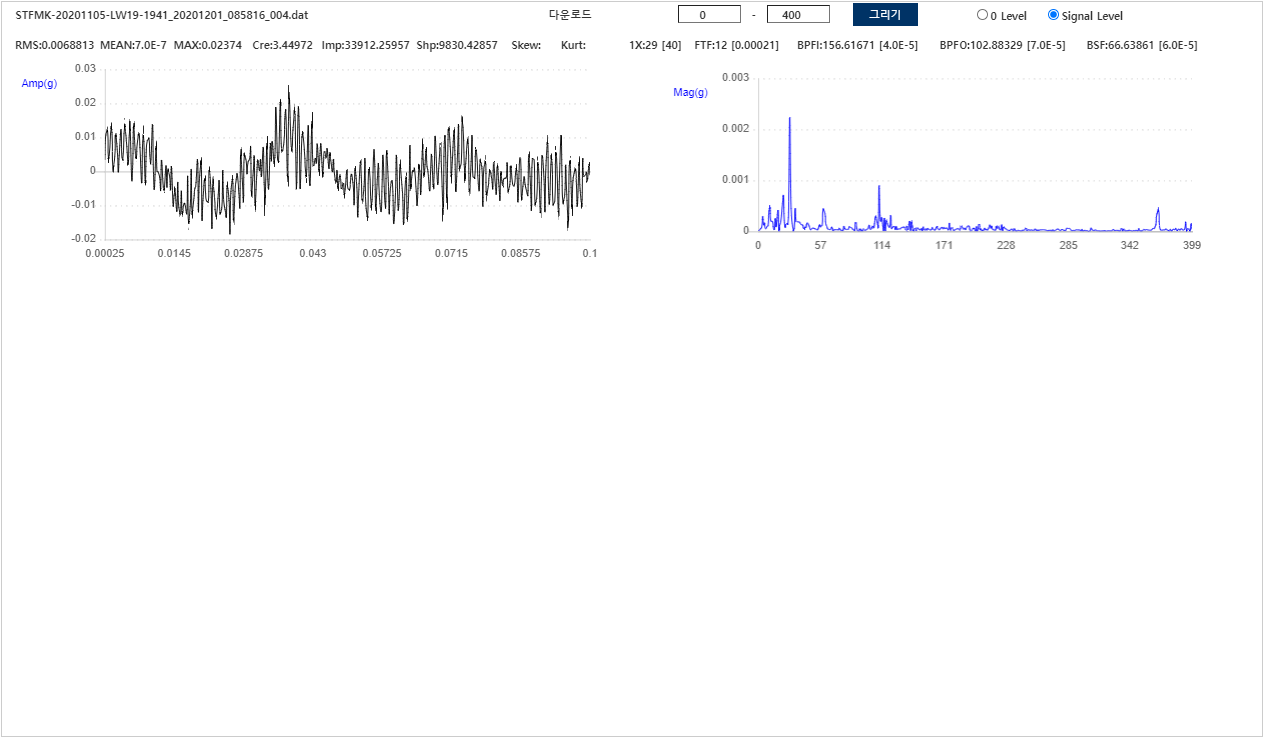 STFMK-20201105-LW19-1941_20201201_085816_004.dat 다운로드 0 - 400 그리기 0 Level Signal Level
RMS:0.0068813 MEAN:7.0E-7 MAX:0.02374 Cre:3.44972 Imp:33912.25957 Shp:9830.42857 Skew: Kurt: 1X:29 [40] FTF:12 [0.00021] BPFI:156.61671 [4.0E-5] BPFO:102.88329 [7.0E-5] BSF:66.63861 [6.0E-5]
Amp(g)
0.03
0.02
0.01
0
-0.01
-0.02
0.00025 0.0145 0.02875 0.043 0.05725 0.0715 0.08575 0.1
Mag(g)
0.003
0.002
0.001
0
0 57 114 171 228 285 342 399